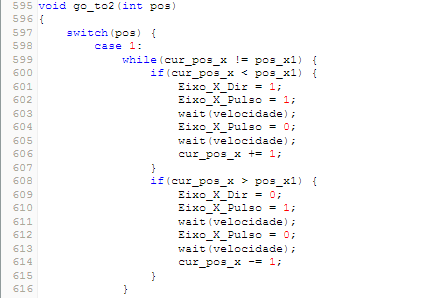 595 void go_to2(int pos)
596 {
597     switch(pos) {
598         case 1:
599             while(cur_pos_x != pos_x1) {
600                 if(cur_pos_x < pos_x1) {
601                     Eixo_X_Dir = 1;
602                     Eixo_X_Pulso = 1;
603                     wait(velocidade);
604                     Eixo_X_Pulso = 0;
605                     wait(velocidade);
606                     cur_pos_x += 1;
607                 }
608                 if(cur_pos_x > pos_x1) {
609                     Eixo_X_Dir = 0;
610                     Eixo_X_Pulso = 1;
611                     wait(velocidade);
612                     Eixo_X_Pulso = 0;
613                     wait(velocidade);
614                     cur_pos_x -= 1;
615                 }
616             }